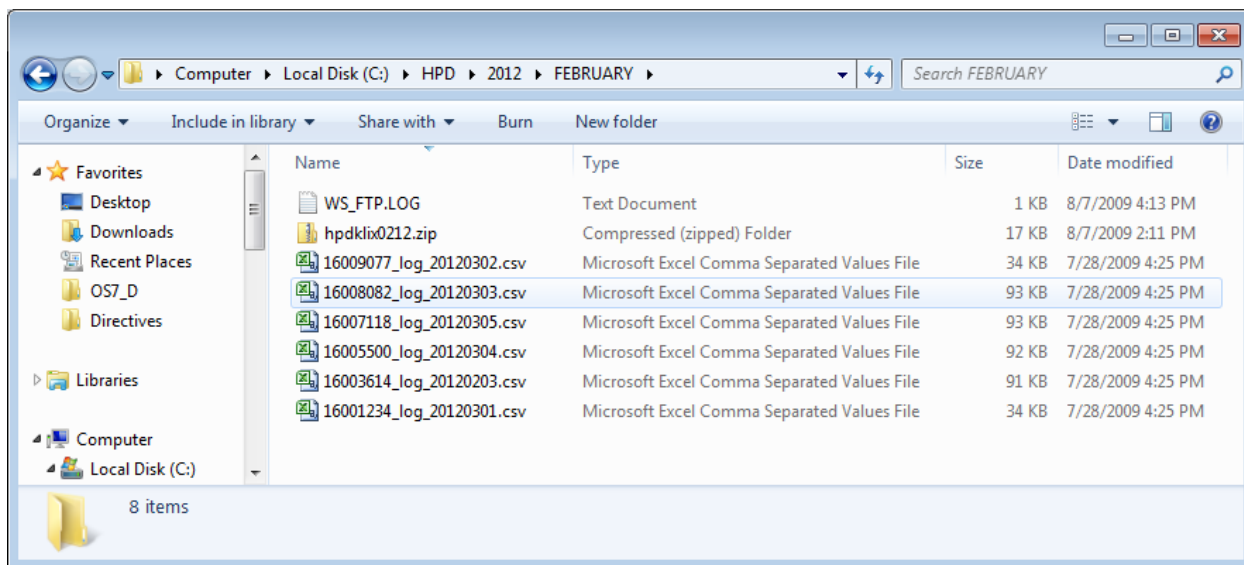 Computer Local Disk (C:) HPD 2012 FEBRUARY Search FEBRUARY
Organize Include in library Share with Burn New folder
Favorites
Desktop
Downloads
Recent Places
OS7_D
Directives
Libraries
Computer
Local Disk (C:)
Name Type Size Date modified
WS_FTP.LOG Text Document 1 KB 8/7/2009 4:13 PM
hpdklix0212.zip Compressed (zipped) Folder 17 KB 8/7/2009 2:11 PM
16009077_log_20120302.csv Microsoft Excel Comma Separated Values File 34 KB 7/28/2009 4:25 PM
16008082_log_20120303.csv Microsoft Excel Comma Separated Values File 93 KB 7/28/2009 4:25 PM
16007118_log_20120305.csv Microsoft Excel Comma Separated Values File 93 KB 7/28/2009 4:25 PM
16005500_log_20120304.csv Microsoft Excel Comma Separated Values File 92 KB 7/28/2009 4:25 PM
16003614_log_20120203.csv Microsoft Excel Comma Separated Values File 91 KB 7/28/2009 4:25 PM
16001234_log_20120301.csv Microsoft Excel Comma Separated Values File 34 KB 7/28/2009 4:25 PM
8 items